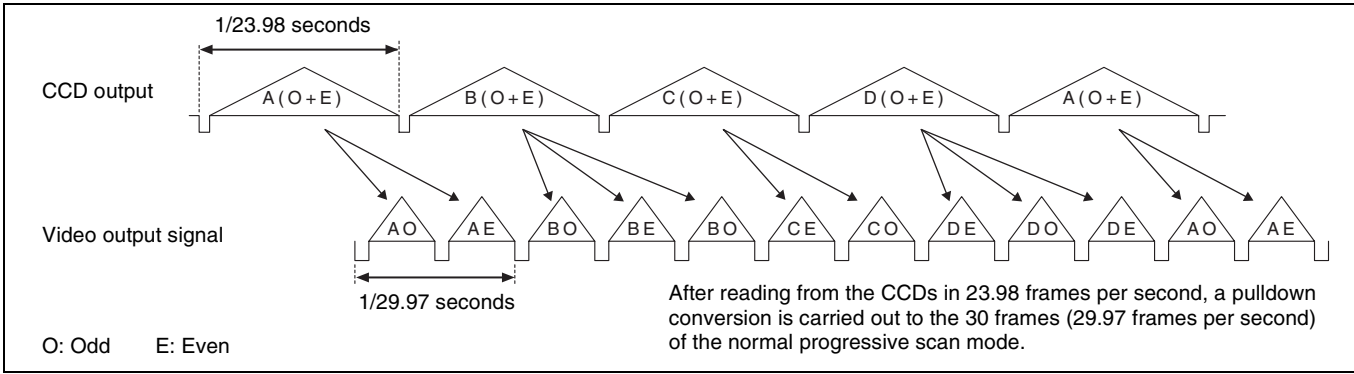 1/23.98 seconds
CCD output
A(O+E) B(O+E) C(O+E) D(O+E) A(O+E)
Video output signal
AO AE BO BE BO CE CO DE DO DE AO AE
1/29.97 seconds
After reading from the CCDs in 23.98 frames per second, a pulldown
conversion is carried out to the 30 frames (29.97 frames per second)
of the normal progressive scan mode.
O: Odd E: Even